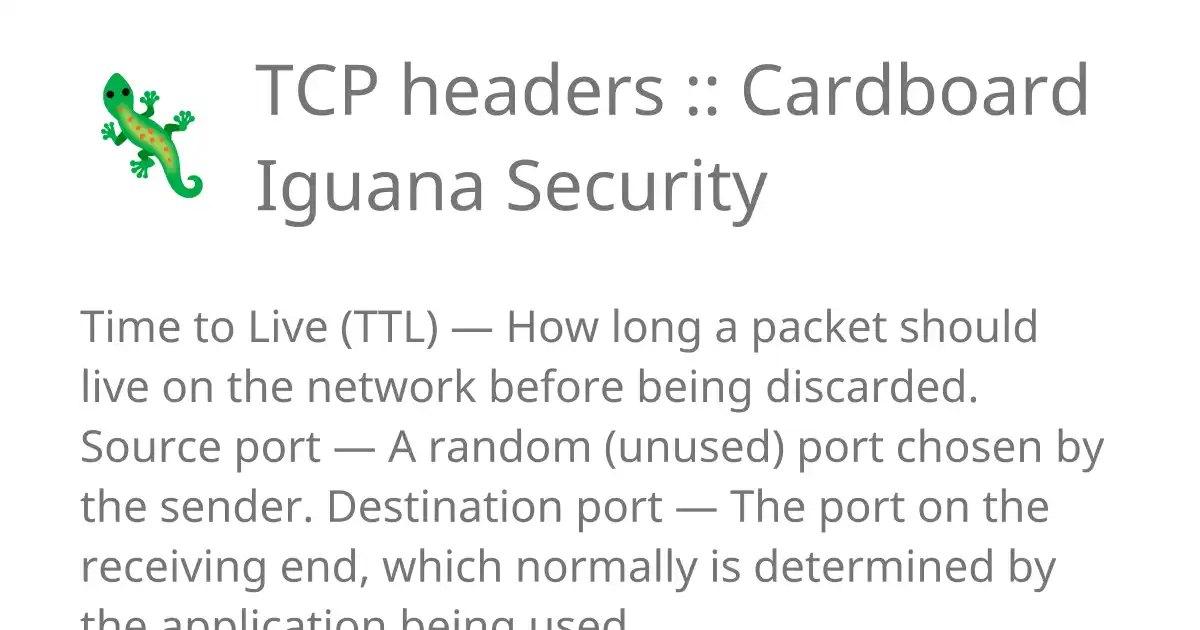 TCP headers :: Cardboard
Iguana Security
Time to Live (TTL) — How long a packet should
live on the network before being discarded.
Source port — A random (unused) port chosen by
the sender. Destination port — The port on the
receiving end, which normally is determined by
the application being used.